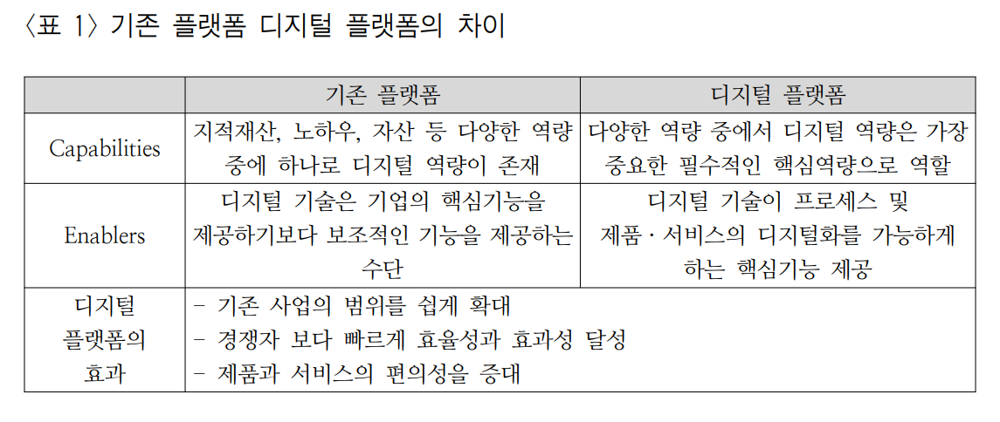 〈표 1〉 기존 플랫폼 디지털 플랫폼의 차이
기존 플랫폼
디지털 플랫폼
Capabilities
지적재산, 노하우, 자산 등 다양한 역량
중에 하나로 디지털 역량이 존재
다양한 역량 중에서 디지털 역량은 가장
중요한 필수적인 핵심역량으로 역할
Enablers
디지털 기술은 기업의 핵심기능을
제공하기보다 보조적인 기능을 제공하는
수단
디지털 기술이 프로세스 및
제품·서비스의 디지털화를 가능하게
하는 핵심기능 제공
디지털
플랫폼의
효과
- 기존 사업의 범위를 쉽게 확대
- 경쟁자 보다 빠르게 효율성과 효과성 달성
- 제품과 서비스의 편의성을 증대